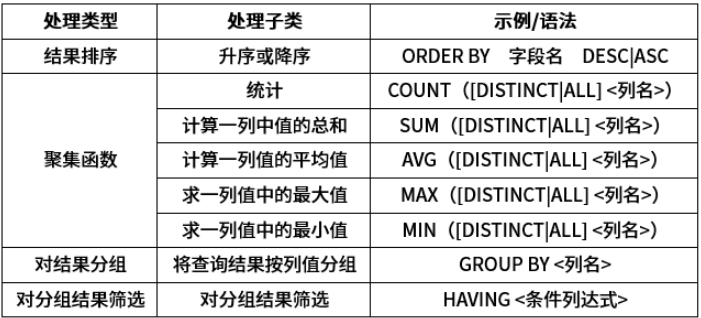 处理类型 处理子类 示例/语法
结果排序 升序或降序 ORDER BY 字段名 DESC|ASC
统计 COUNT（[DISTINCT|ALL] <列名>）
计算一列中值的总和 SUM（[DISTINCT|ALL] <列名>）
聚集函数 计算一列值的平均值 AVG（[DISTINCT|ALL] <列名>）
求一列值中的最大值 MAX（[DISTINCT|ALL] <列名>）
求一列值中的最小值 MIN（[DISTINCT|ALL] <列名>）
对结果分组 将查询结果按列值分组 GROUP BY <列名>
对分组结果筛选 对分组结果筛选 HAVING <条件列达式>